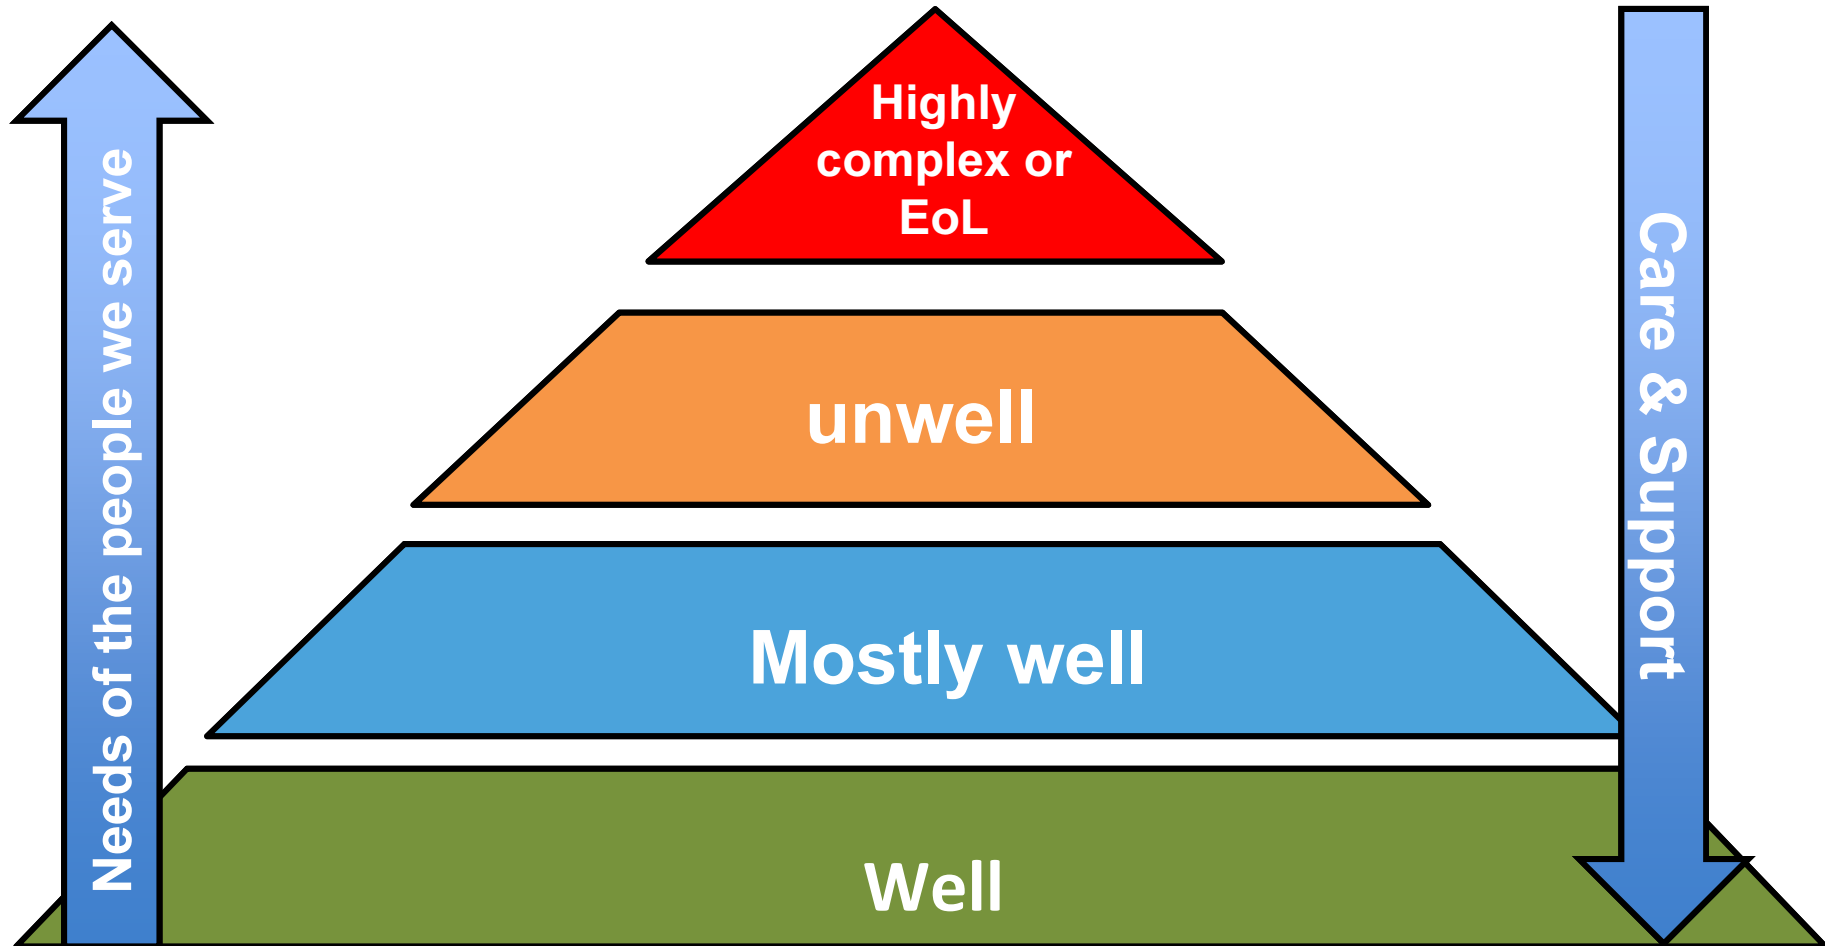 Highly
complex or
EoL
unwell
Mostly well
Well
Needs of the people we serve
Care & Support